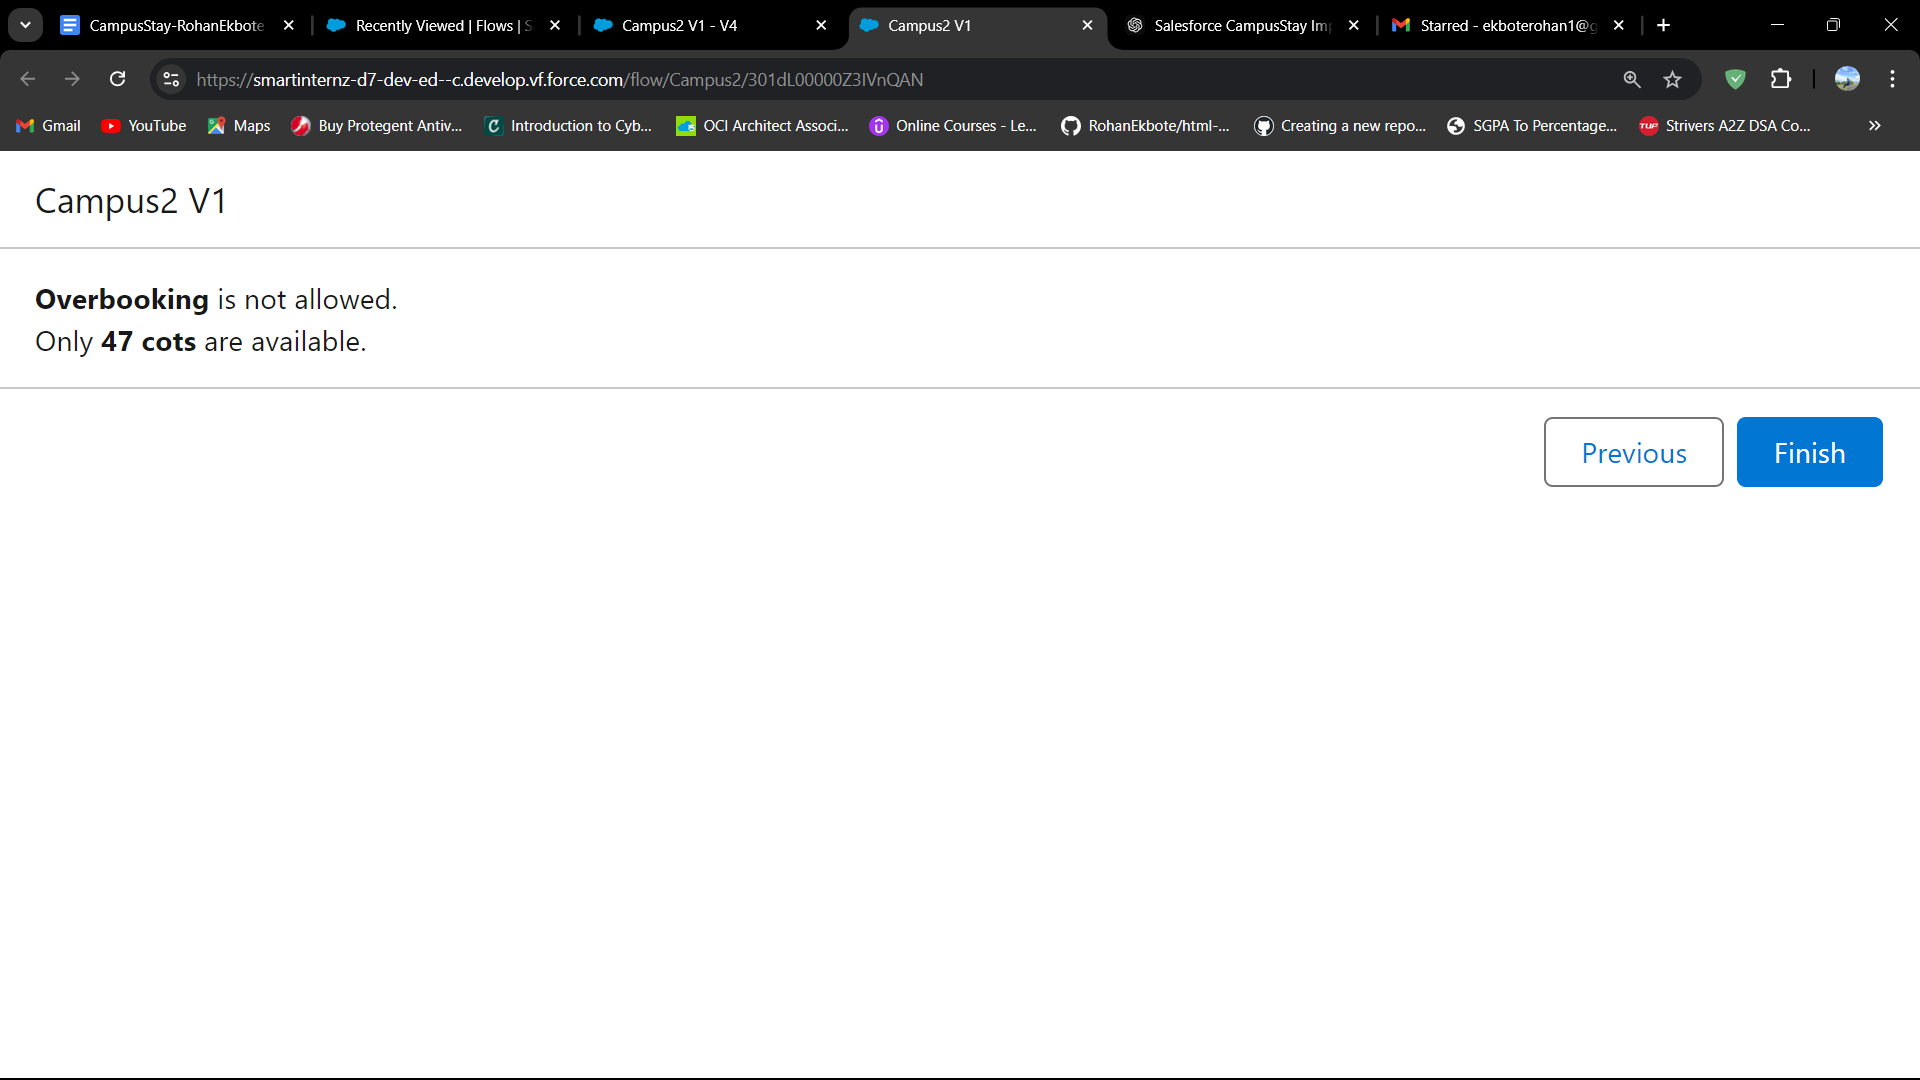 CampusStay-RohanEkbote
Recently Viewed | Flows | S
Campus2 V1 - V4
Campus2 V1
Salesforce CampusStay Imp
Starred - ekboterohan1@g
https://smartinternz-d7-dev-ed--c.develop.vf.force.com/flow/Campus2/301dL00000Z3IVnQAN
Gmail
YouTube
Maps
Buy Protegent Antiv...
Introduction to Cyb...
OCI Architect Associ...
Online Courses - Le...
RohanEkbote/html-...
Creating a new repo...
SGPA To Percentage...
TUF
Strivers A2Z DSA Co...
Campus2 V1
Overbooking is not allowed.
Only 47 cots are available.
Previous
Finish